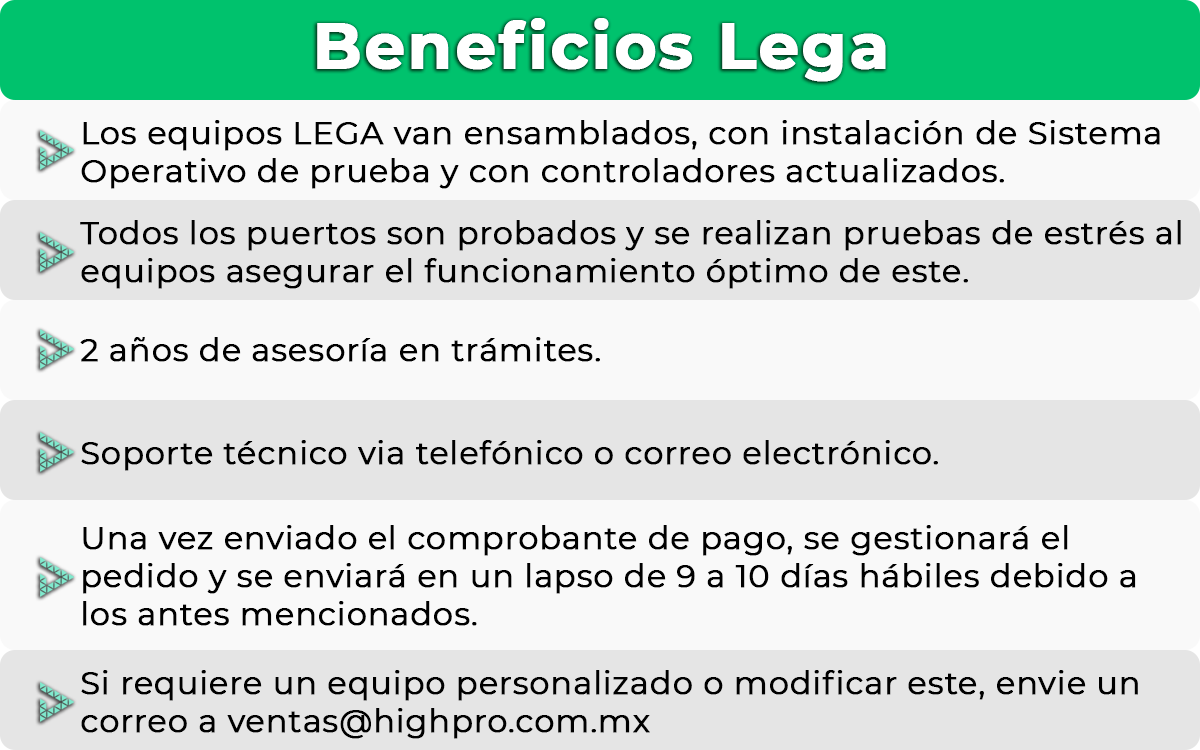 Beneficios Lega
Los equipos LEGA van ensamblados, con instalación de Sistema
Operativo de prueba y con controladores actualizados.
Todos los puertos son probados y se realizan pruebas de estrés al
equipos asegurar el funcionamiento óptimo de este.
2 años de asesoría en trámites.
Soporte técnico via telefónico o correo electrónico.
Una vez enviado el comprobante de pago, se gestionará el
pedido y se enviará en un lapso de 9 a 10 días hábiles debido a
los antes mencionados.
Si requiere un equipo personalizado o modificar este, envie un
correo a ventas@highpro.com.mx